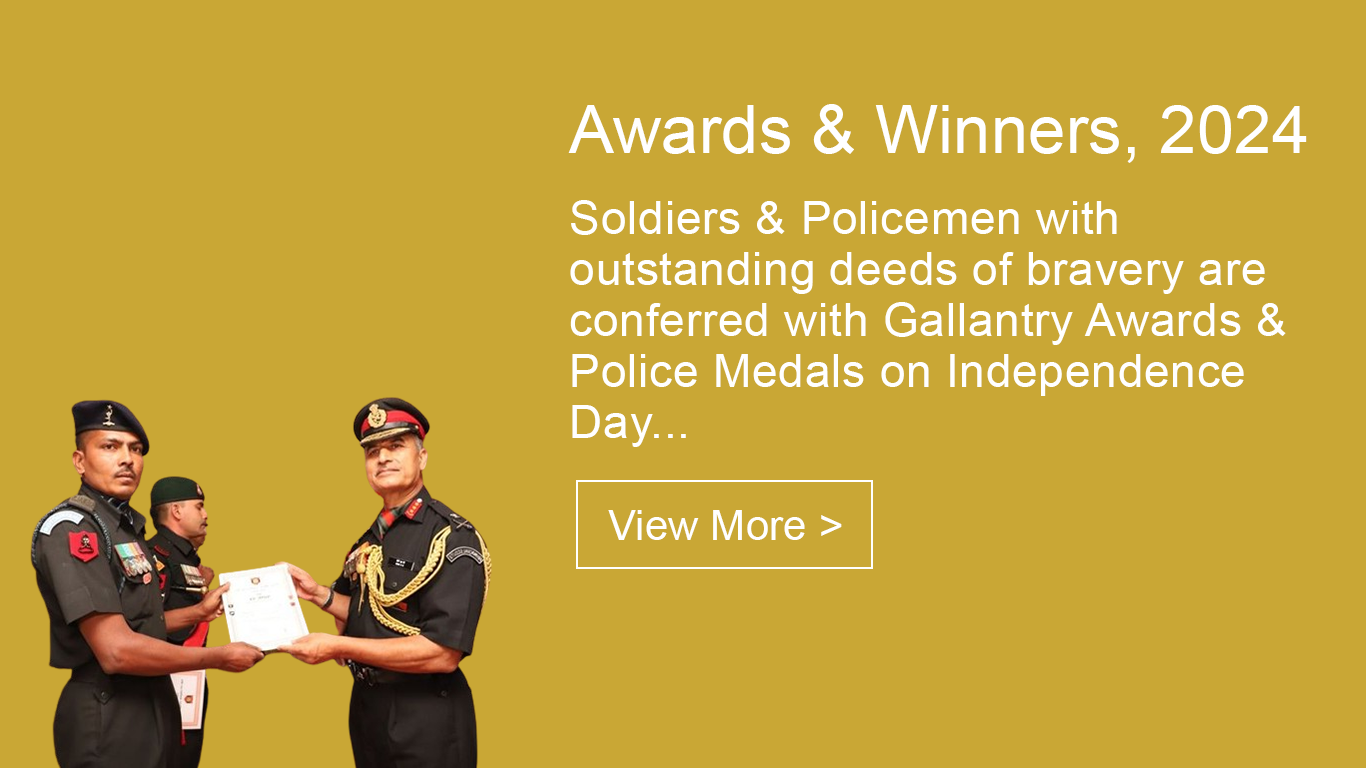 Awards & Winners, 2024
Soldiers & Policemen with
outstanding deeds of bravery are
conferred with Gallantry Awards &
Police Medals on Independence
Day...
View More >